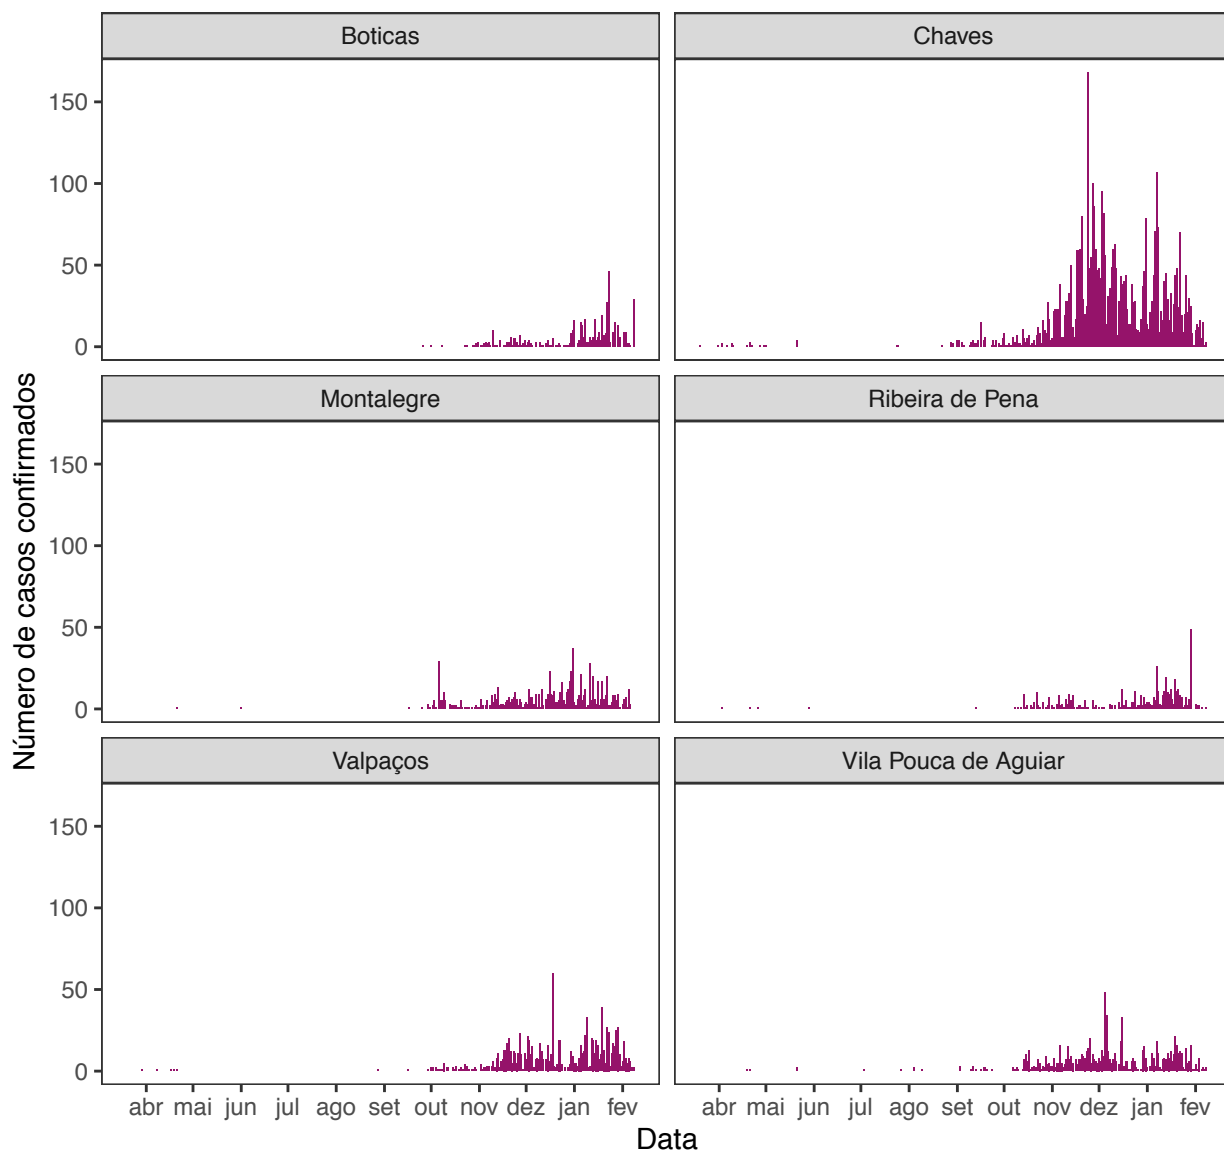 Boticas
Chaves
150
100
50
0
Montalegre
Ribeira de Pena
150
100
50
0
Valpaços
Vila Pouca de Aguiar
150
100
50
0
abr mai jun jul ago set out nov dez jan fev
abr mai jun jul ago set out nov dez jan fev
Data
Número de casos confirmados